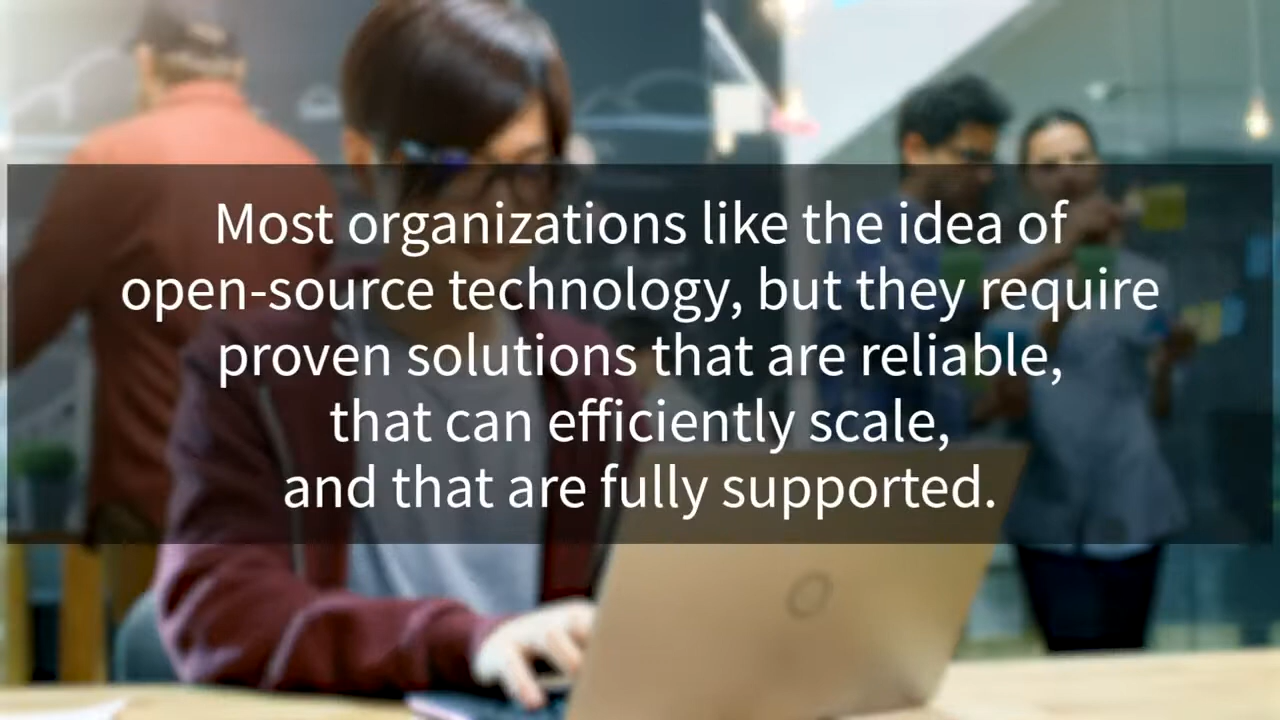 Most organizations like the idea of
open-source technology, but they require
proven solutions that are reliable,
that can efficiently scale,
and that are fully supported.